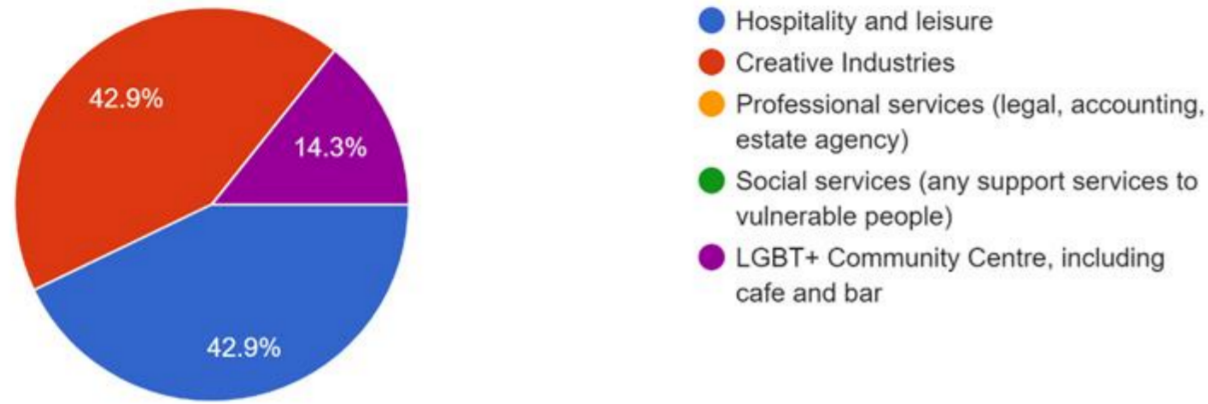 42.9%
14.3%
42.9%
Hospitality and leisure
Creative Industries
Professional services (legal, accounting,
estate agency)
Social services (any support services to
vulnerable people)
LGBT+ Community Centre, including
cafe and bar